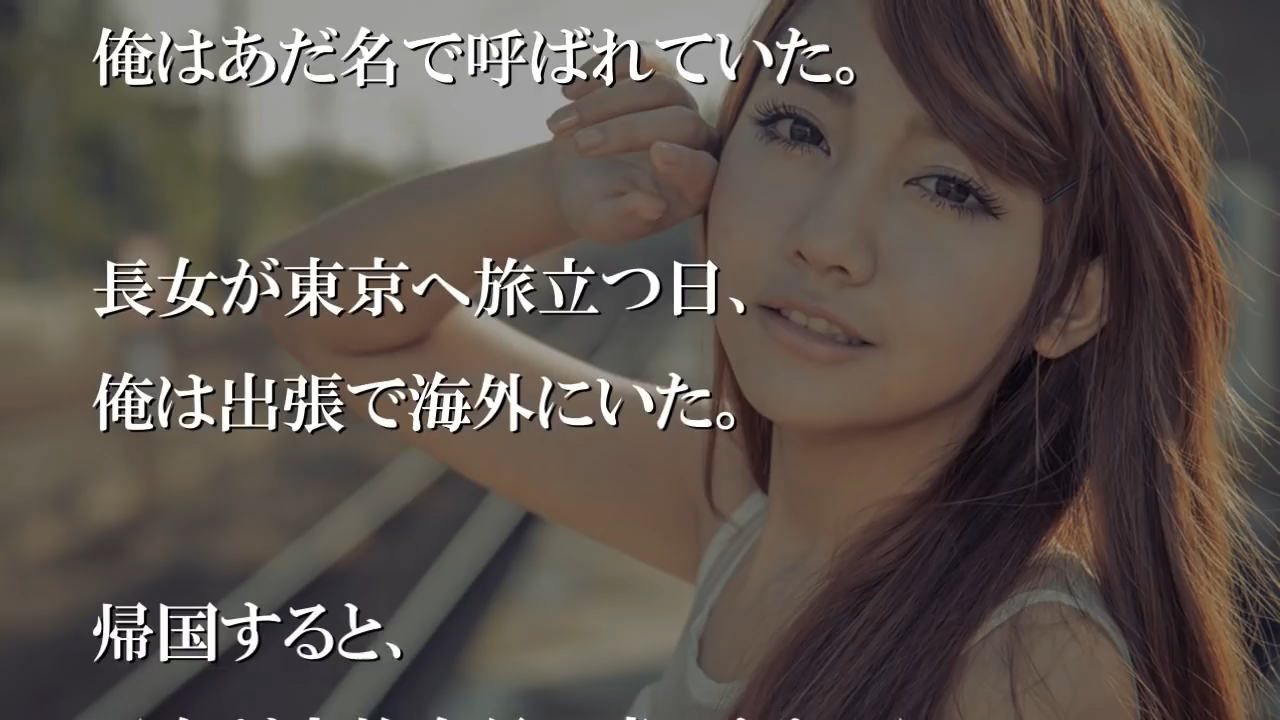 俺はあだ名で呼ばれていた。
長女が東京へ旅立つ日、
俺は出張で海外にいた。
帰国すると、